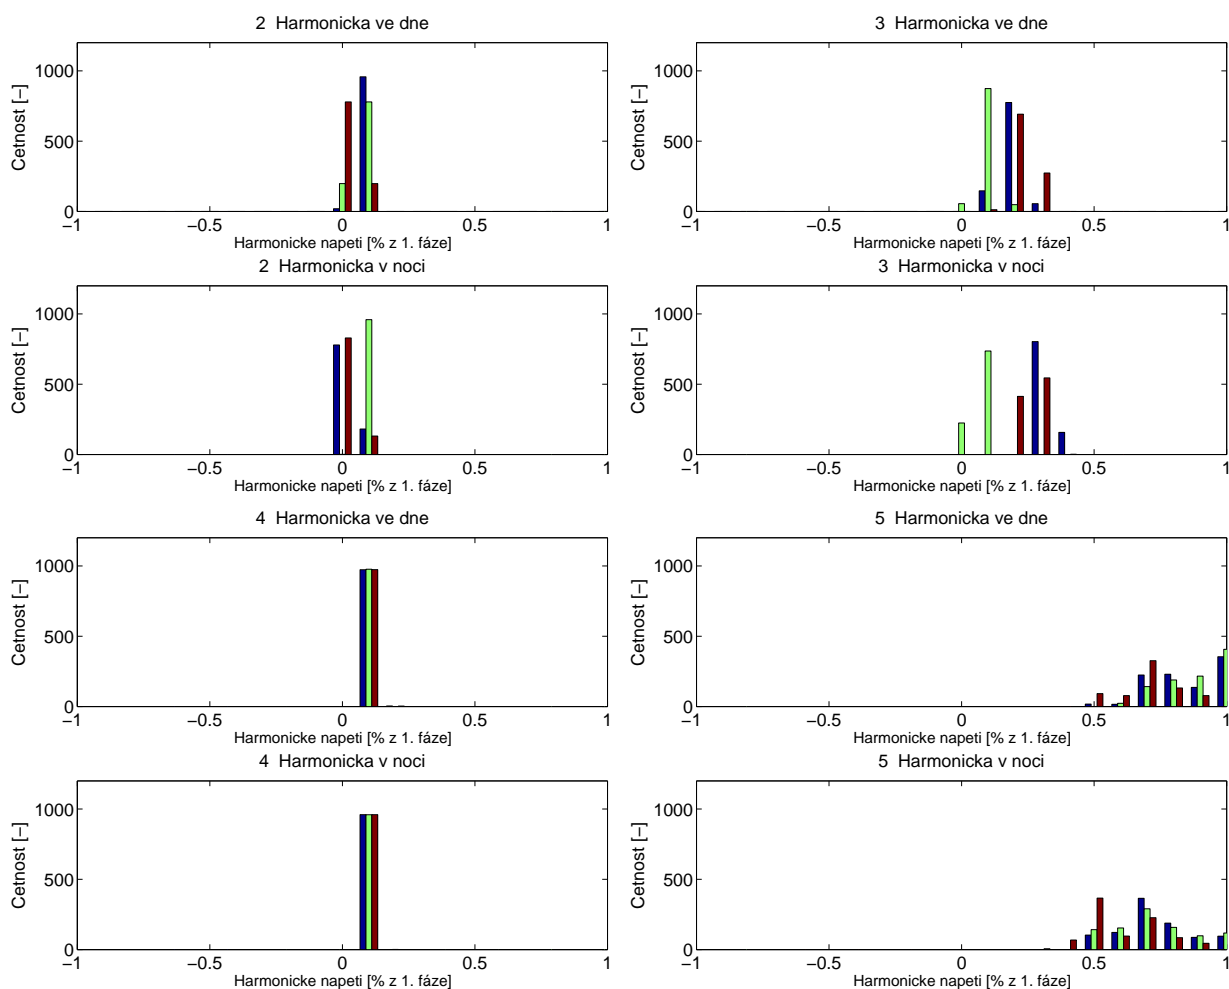 2 Harmonicka ve dne
Cetnost [−]
1000
500
0
−1 −0.5 0 0.5 1
Harmonicke napeti [% z 1. fáze]
3 Harmonicka ve dne
Cetnost [−]
1000
500
0
−1 −0.5 0 0.5 1
Harmonicke napeti [% z 1. fáze]
2 Harmonicka v noci
Cetnost [−]
1000
500
0
−1 −0.5 0 0.5 1
Harmonicke napeti [% z 1. fáze]
3 Harmonicka v noci
Cetnost [−]
1000
500
0
−1 −0.5 0 0.5 1
Harmonicke napeti [% z 1. fáze]
4 Harmonicka ve dne
Cetnost [−]
1000
500
0
−1 −0.5 0 0.5 1
Harmonicke napeti [% z 1. fáze]
5 Harmonicka ve dne
Cetnost [−]
1000
500
0
−1 −0.5 0 0.5 1
Harmonicke napeti [% z 1. fáze]
4 Harmonicka v noci
Cetnost [−]
1000
500
0
−1 −0.5 0 0.5 1
Harmonicke napeti [% z 1. fáze]
5 Harmonicka v noci
Cetnost [−]
1000
500
0
−1 −0.5 0 0.5 1
Harmonicke napeti [% z 1. fáze]